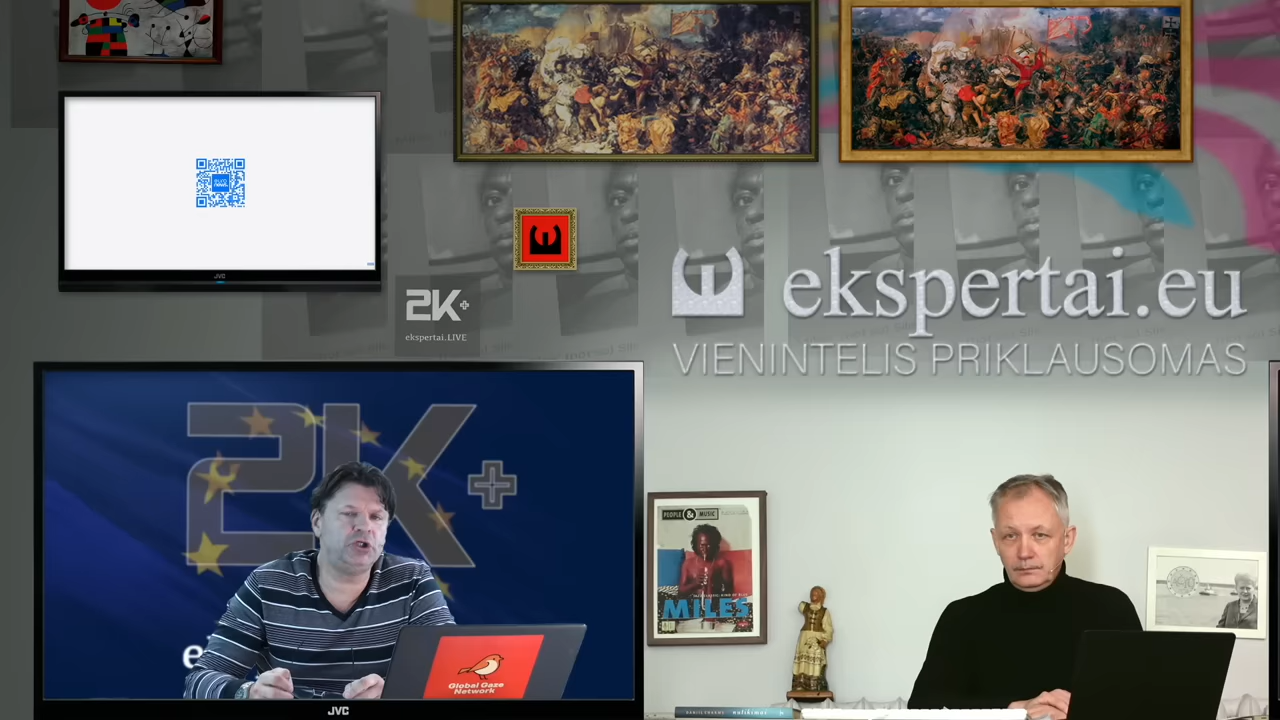 JVC
2K+
ekspertai.LIVE
ekspertai.eu
VIENINTELIS PRIKLAUSOMAS
2K+
Global Gaze
Network
JVC
PEOPLE & MUSIC
MILES